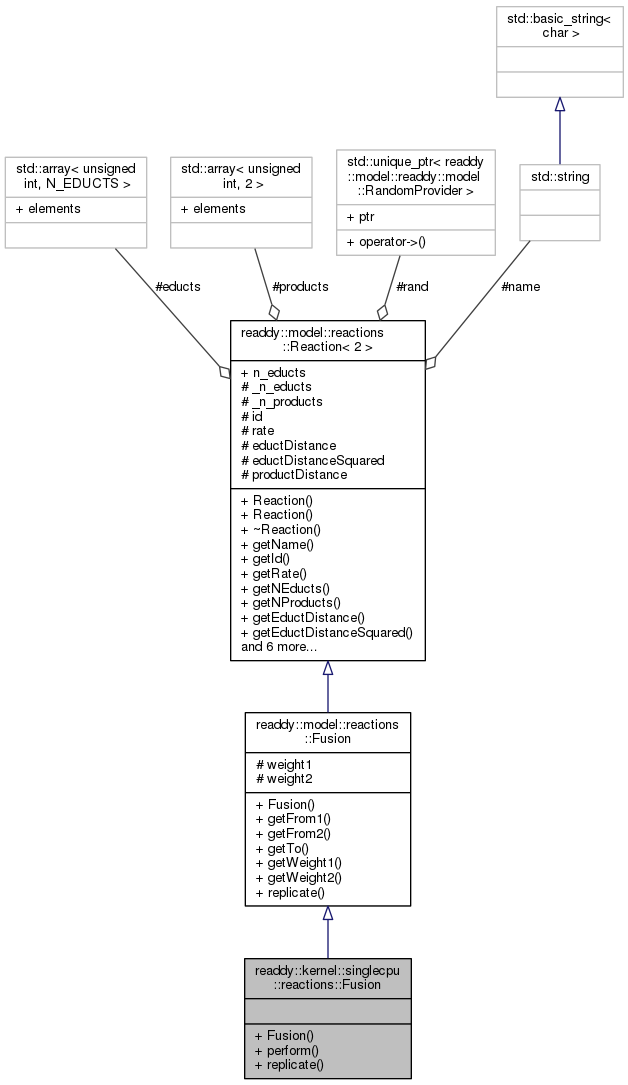 std::basic_string<
char >
std::array< unsigned
int, N_EDUCTS >
+ elements
std::array< unsigned
int, 2 >
+ elements
std::unique_ptr< readdy
::model::readdy::model
::RandomProvider >
+ ptr
+ operator->()
std::string
#educts
#products
#rand
#name
readdy::model::reactions
::Reaction< 2 >
+ n_educts
# _n_educts
# _n_products
# id
# rate
# eductDistance
# eductDistanceSquared
# productDistance
+ Reaction()
+ Reaction()
+ ~Reaction()
+ getName()
+ getId()
+ getRate()
+ getNEducts()
+ getNProducts()
+ getEductDistance()
+ getEductDistanceSquared()
and 6 more...
readdy::model::reactions
::Fusion
# weight1
# weight2
+ Fusion()
+ getFrom1()
+ getFrom2()
+ getTo()
+ getWeight1()
+ getWeight2()
+ replicate()
readdy::kernel::singlecpu
::reactions::Fusion
+ Fusion()
+ perform()
+ replicate()